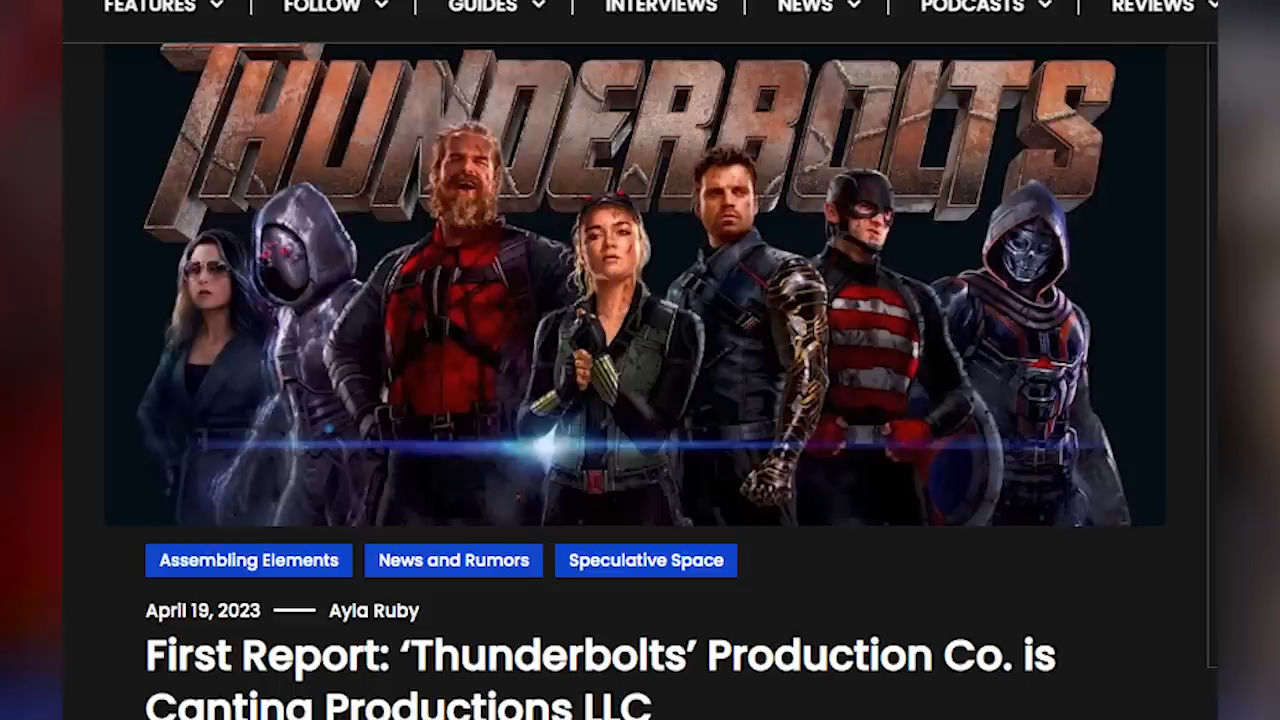 FEATURES FOLLOW GUIDES INTERVIEWS NEWS PODCASTS REVIEWS
THUNDERBOLTS
Assembling Elements News and Rumors Speculative Space
April 19, 2023 Ayla Ruby
First Report: ‘Thunderbolts’ Production Co. is
Canting Productions LLC